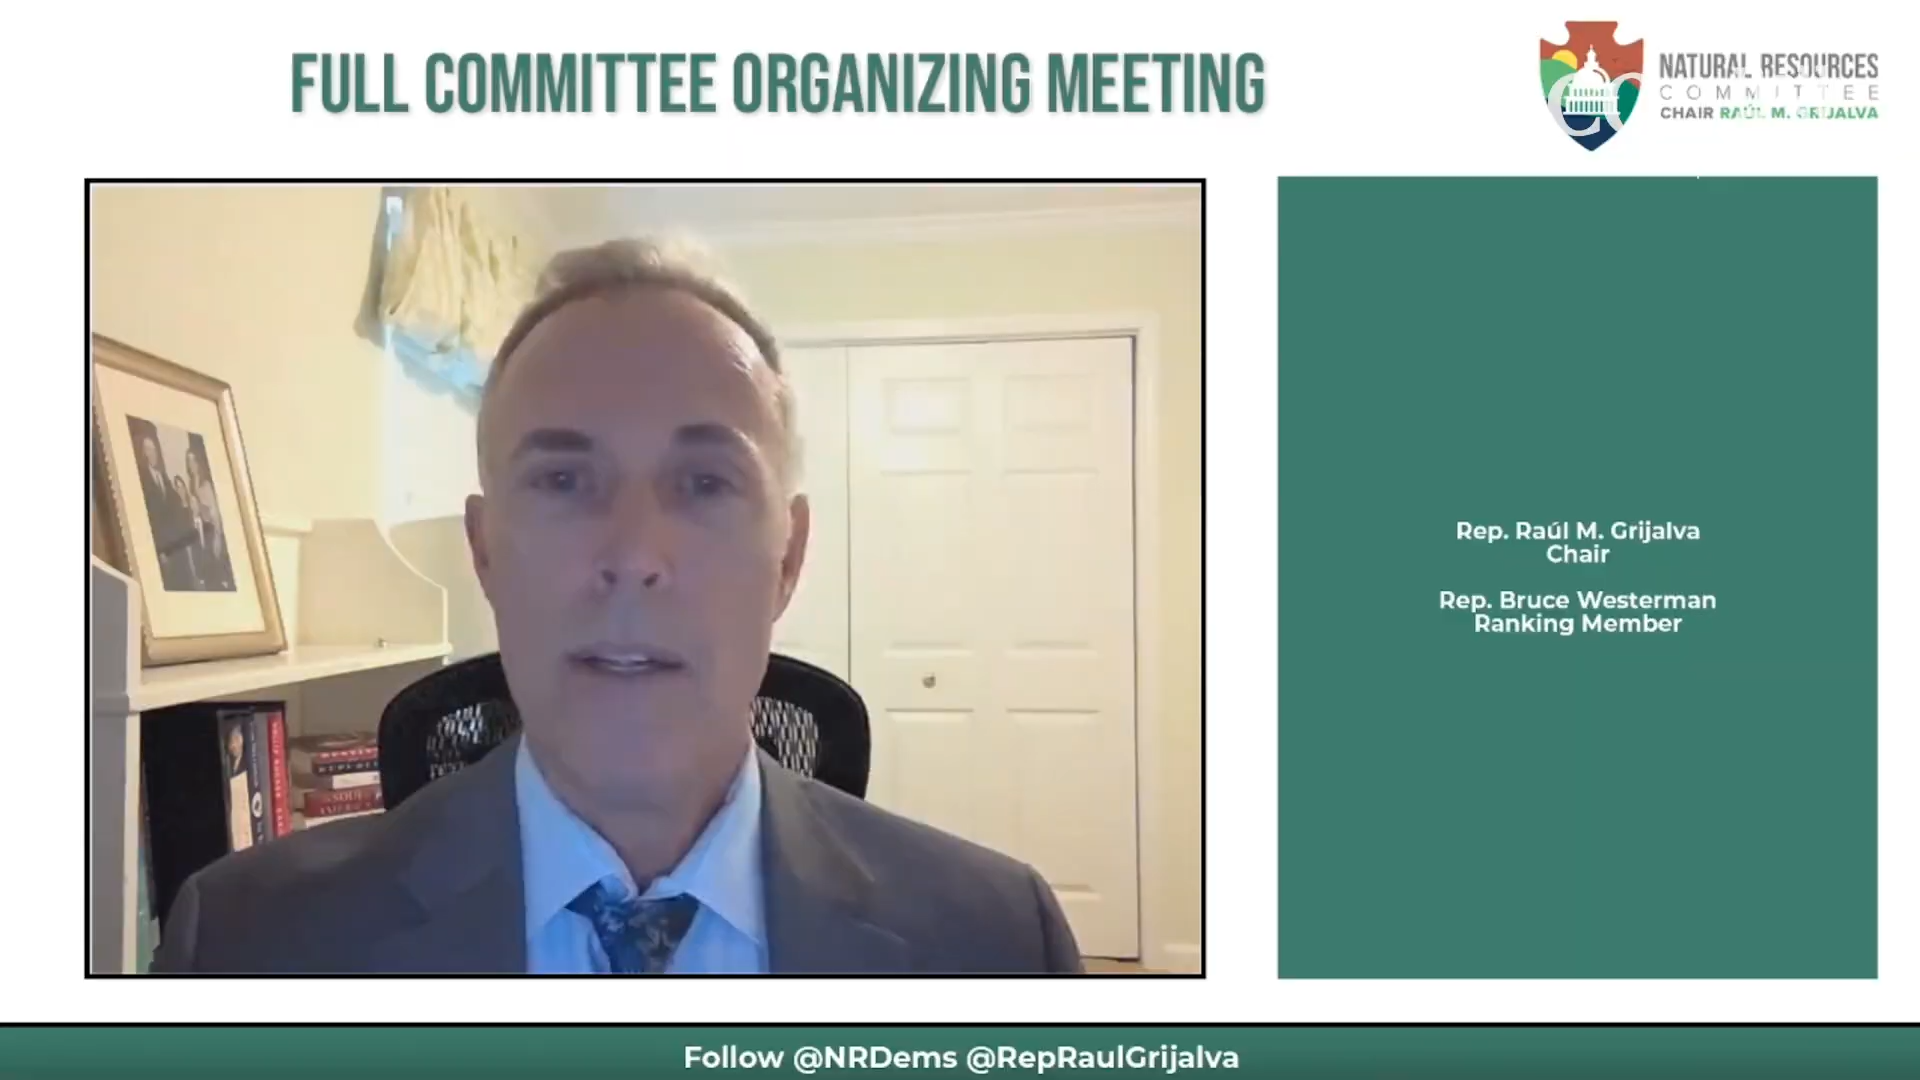 FULL COMMITTEE ORGANIZING MEETING
NATURAL RESOURCES
COMMITTEE
CHAIR RAÚL M. GRIJALVA
Rep. Raúl M. Grijalva
Chair
Rep. Bruce Westerman
Ranking Member
Follow @NRDems @RepRaulGrijalva